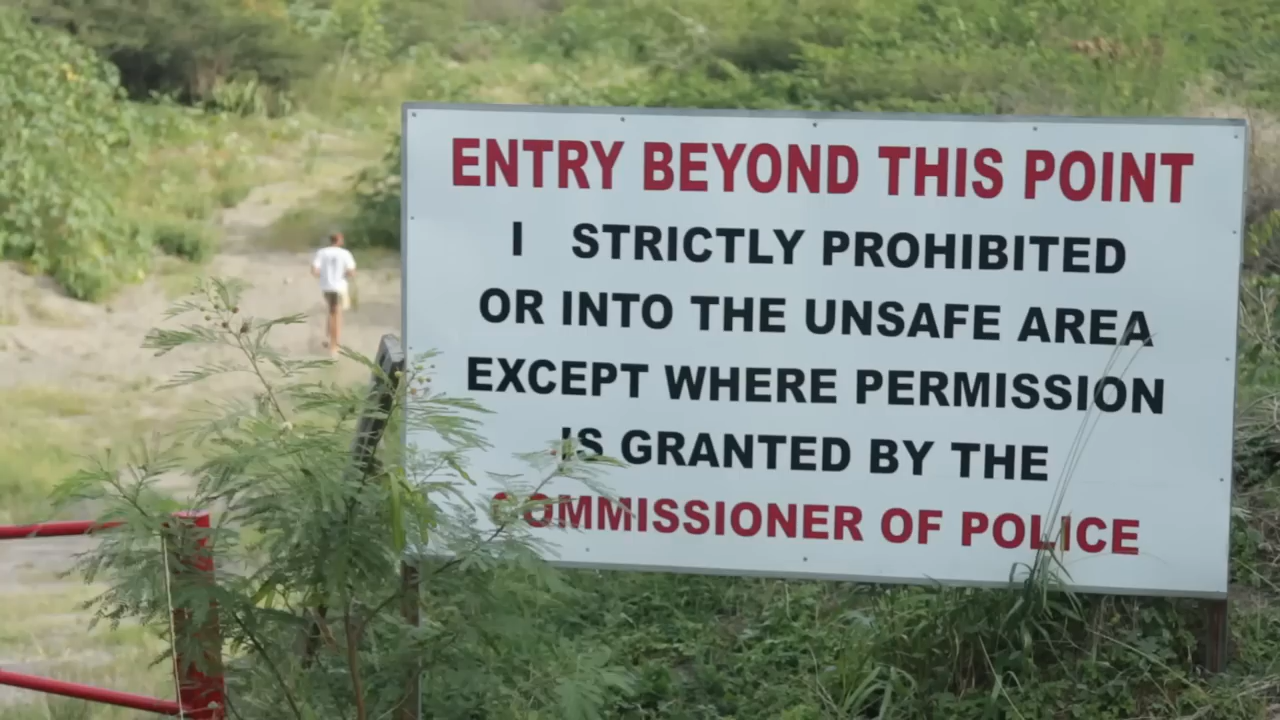 ENTRY BEYOND THIS POINT
I STRICTLY PROHIBITED
OR INTO THE UNSAFE AREA
EXCEPT WHERE PERMISSION
IS GRANTED BY THE
COMMISSIONER OF POLICE